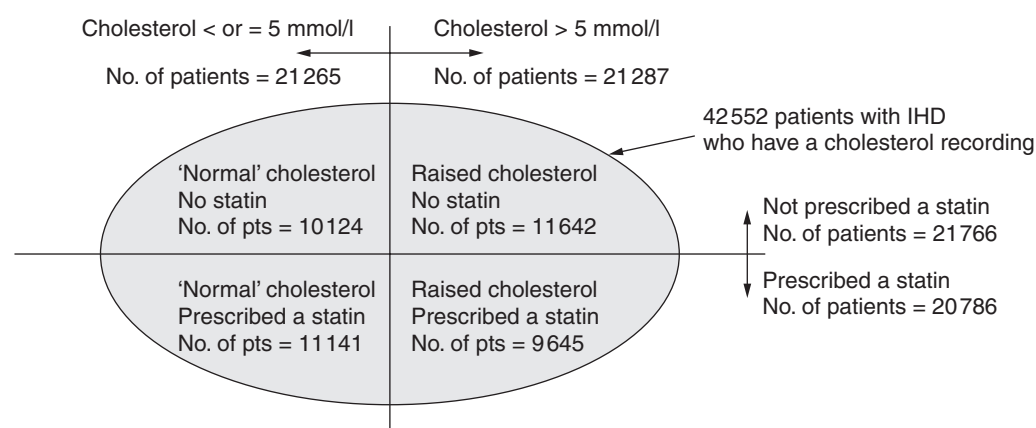 Cholesterol < or = 5 mmol/l
Cholesterol > 5 mmol/l
No. of patients = 21265
No. of patients = 21287
42552 patients with IHD
who have a cholesterol recording
'Normal' cholesterol
No statin
No. of pts = 10124
Raised cholesterol
No statin
No. of pts = 11642
Not prescribed a statin
No. of patients = 21766
Prescribed a statin
No. of patients = 20786
'Normal' cholesterol
Prescribed a statin
No. of pts = 11141
Raised cholesterol
Prescribed a statin
No. of pts = 9645